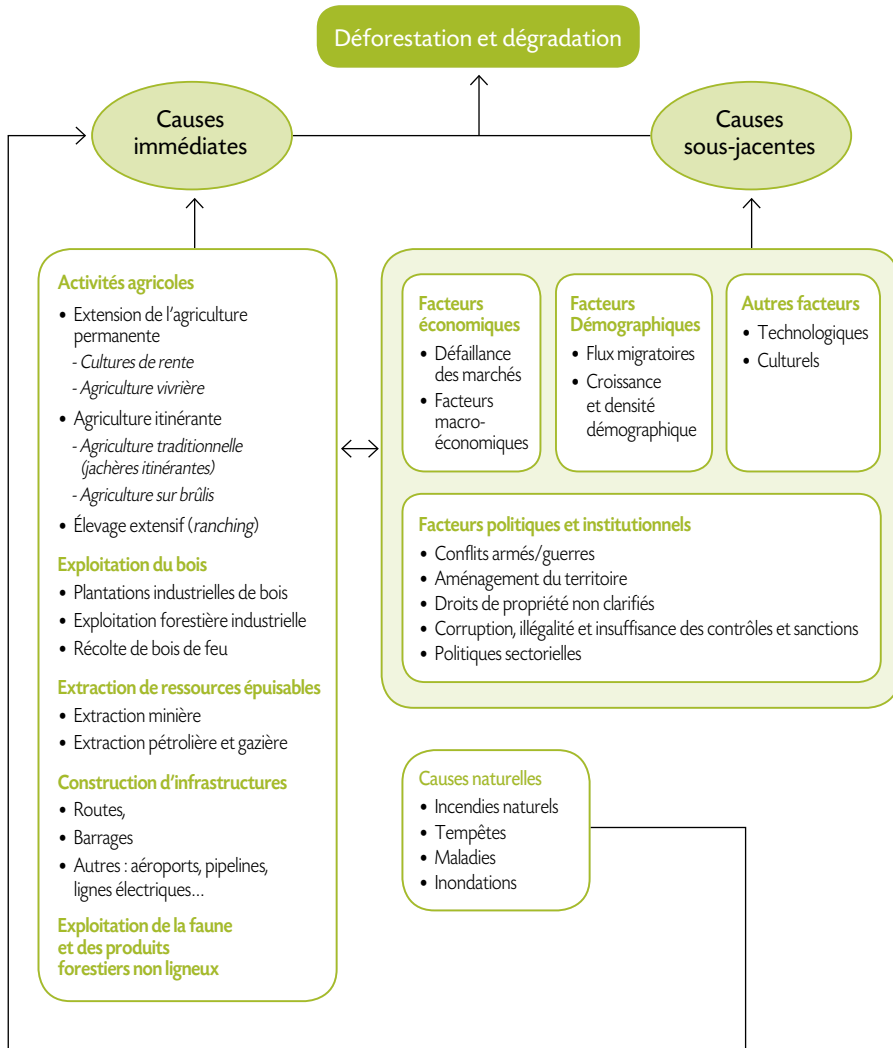 Déforestation et dégradation
Causes
immédiates
Causes
sous-jacentes
Activités agricoles
• Extension de l'agriculture
permanente
- Cultures de rente
- Agriculture vivrière
• Agriculture itinérante
- Agriculture traditionnelle
(jachères itinérantes)
- Agriculture sur brûlis
• Élevage extensif (ranching)
Exploitation du bois
• Plantations industrielles de bois
• Exploitation forestière industrielle
• Récolte de bois de feu
Extraction de ressources épuisables
• Extraction minière
• Extraction pétrolière et gazière
Construction d'infrastructures
• Routes,
• Barrages
• Autres : aéroports, pipelines,
lignes électriques...
Exploitation de la faune
et des produits
forestiers non ligneux
Facteurs
économiques
• Défaillance
des marchés
• Facteurs
macro-
économiques
Facteurs
Démographiques
• Flux migratoires
• Croissance
et densité
démographique
Autres facteurs
• Technologiques
• Culturels
Facteurs politiques et institutionnels
• Conflits armés/guerres
• Aménagement du territoire
• Droits de propriété non clarifiés
• Corruption, illégalité et insuffisance des contrôles et sanctions
• Politiques sectorielles
Causes naturelles
• Incendies naturels
• Tempêtes
• Maladies
• Inondations